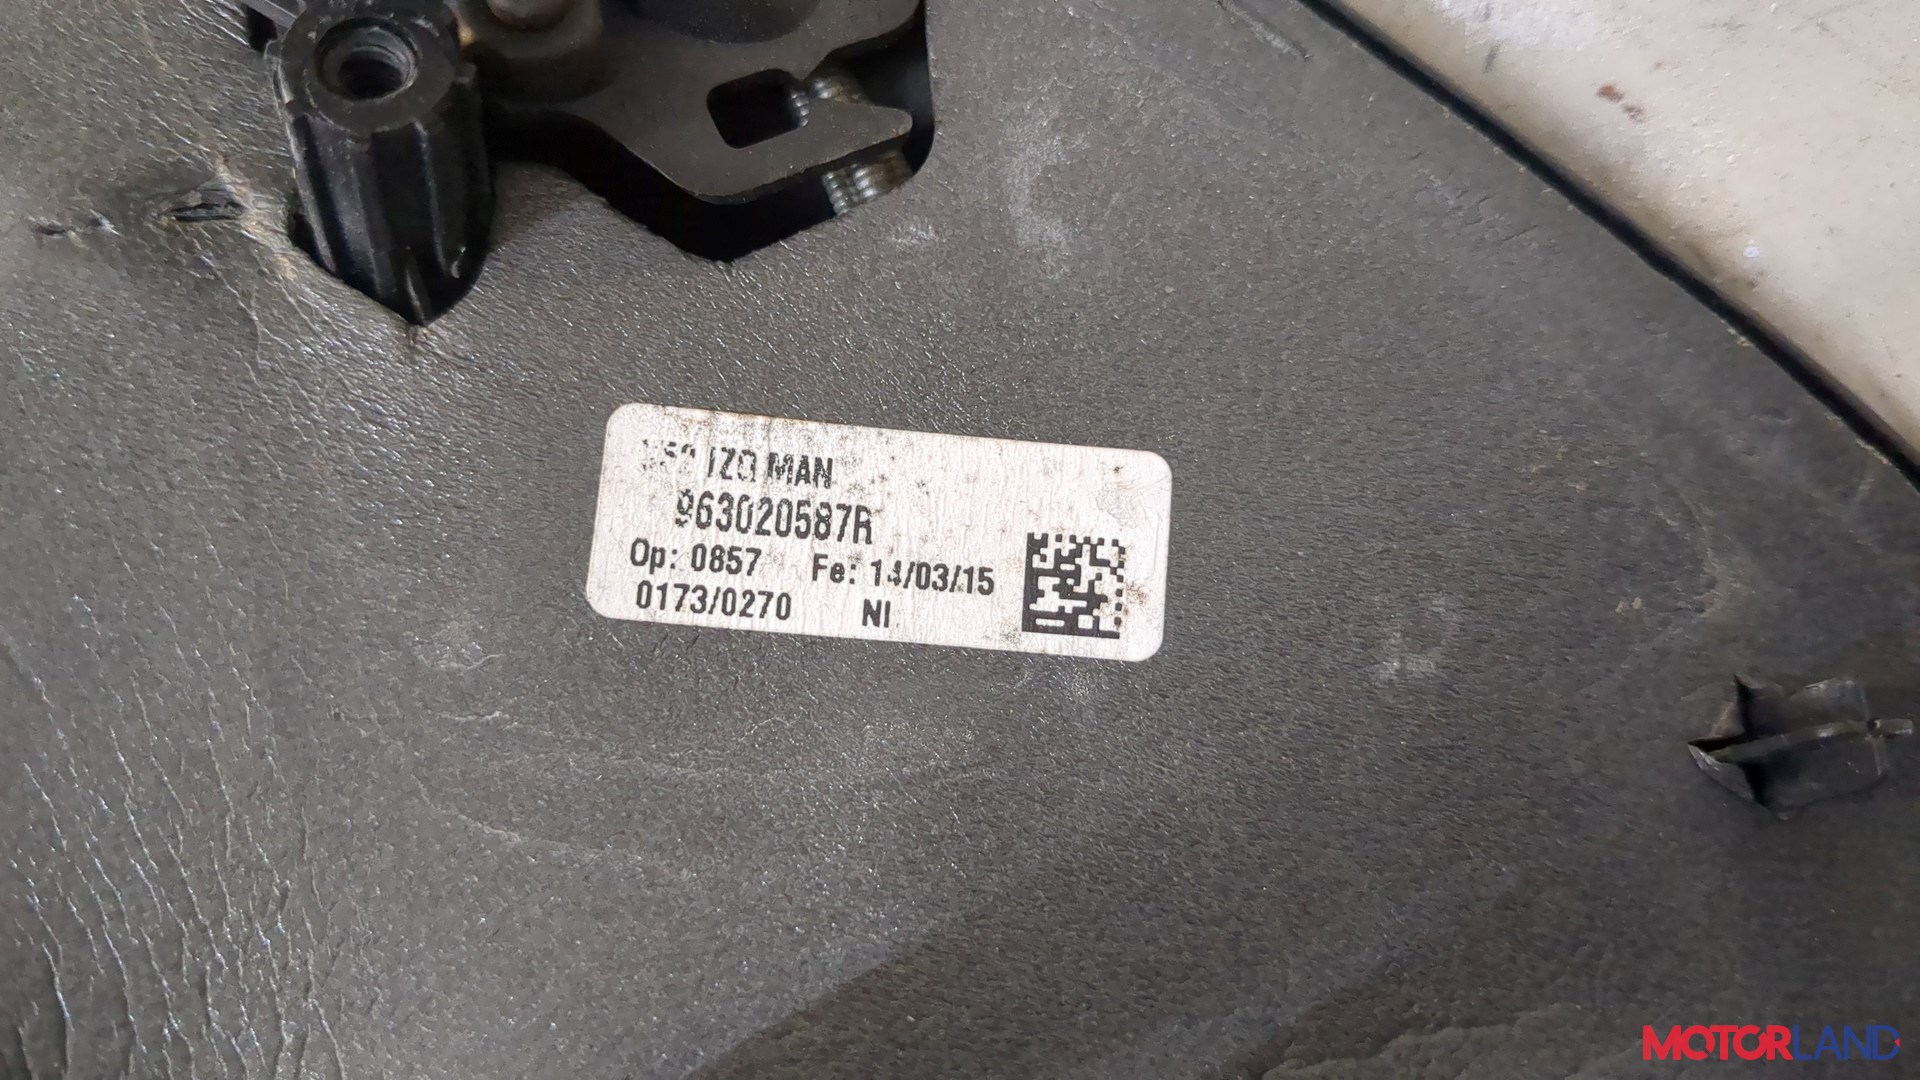 IZQ MAN
963020587R
Op: 0857 Fe: 14/03/15
0173/0270 NI
MOTORLAND